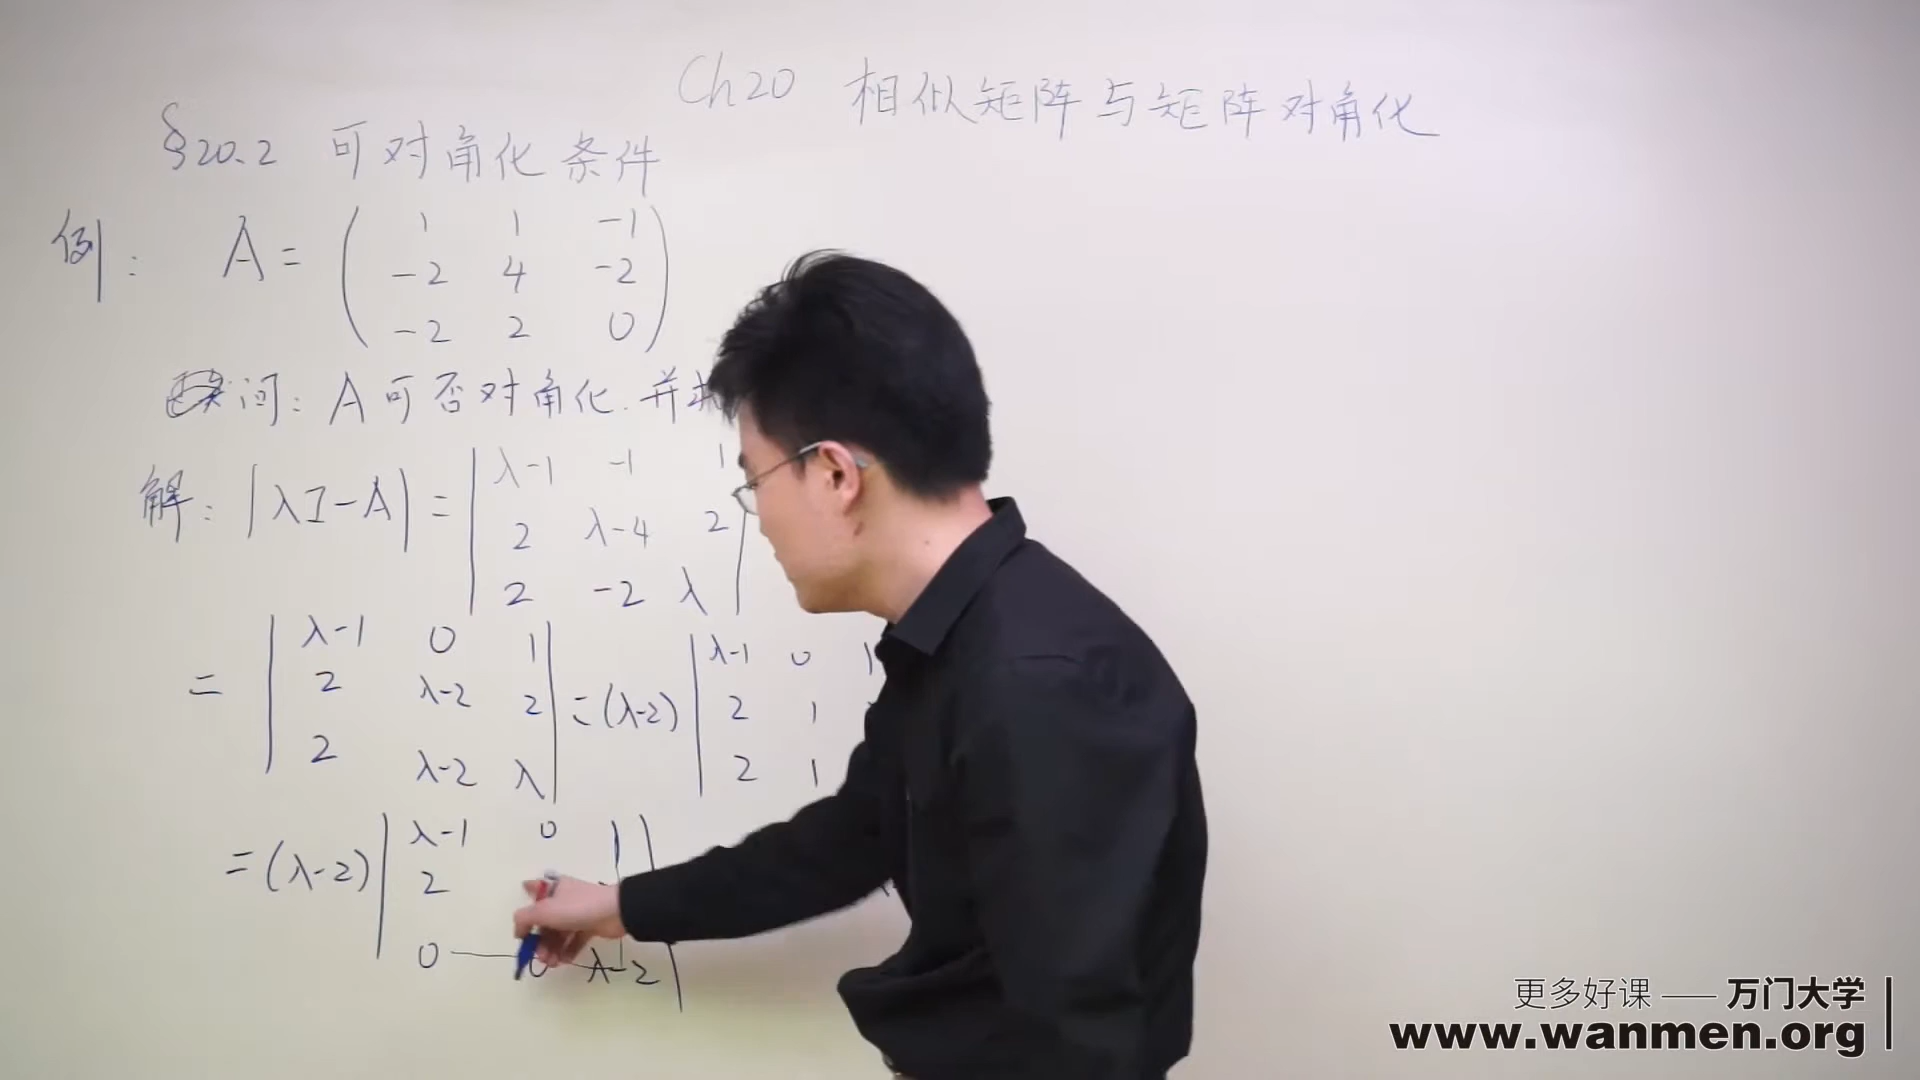 Ch20 相似矩阵与矩阵对角化
§20.2 可对角化条件
例: A = ( 1 1 -1
-2 4 -2
-2 2 0 )
问: A可否对角化. 并
解: |λI-A| = | λ-1 -1 1
2 λ-4 2
2 -2 λ |
= | λ-1 0 1
2 λ-2 2
2 λ-2 λ | = (λ-2) | λ-1 0 1
2 1
2 1
= (λ-2) | λ-1 0 1 |
2
0 0 λ-2 |
更多好课 —— 万门大学
www.wanmen.org